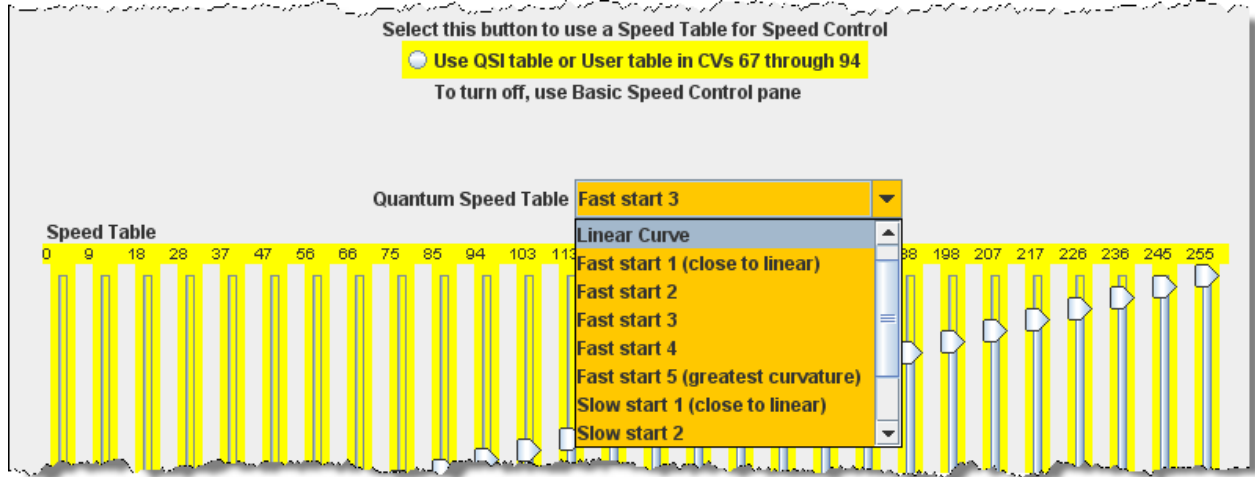 Select this button to use a Speed Table for Speed Control
Use QSI table or User table in CVs 67 through 94
To turn off, use Basic Speed Control pane
Quantum Speed Table Fast start 3
Speed Table
0 9 18 28 37 47 56 66 75 85 94 103 198 207 217 226 236 245 255
Linear Curve
Fast start 1 (close to linear)
Fast start 2
Fast start 3
Fast start 4
Fast start 5 (greatest curvature)
Slow start 1 (close to linear)
Slow start 2